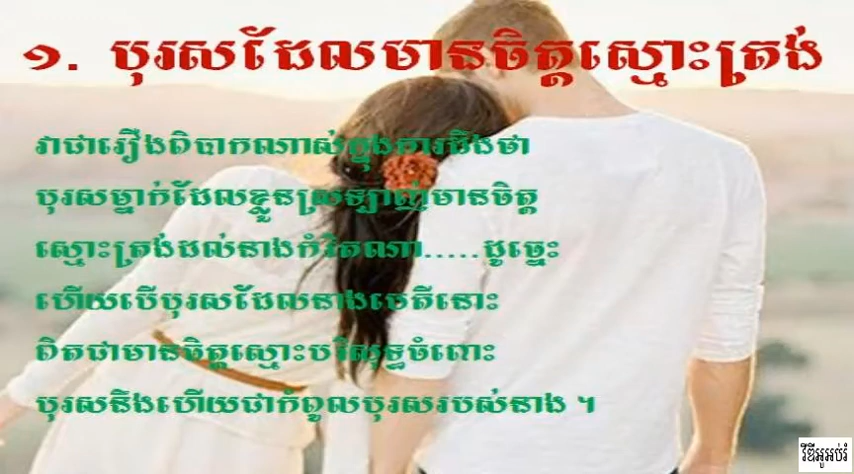 ១. បុរសដែលមានចិត្តស្មោះត្រង់
វាជារឿងពិបាកណាស់ក្នុងការដឹងថា
បុរសម្នាក់ដែលខ្លួនស្រឡាញ់មានចិត្ត
ស្មោះត្រង់ដល់នាងកំរិតណា.....ដូច្នេះ
ហើយបើបុរសដែលនាងចេតីនោះ
ពិតជាមានចិត្តស្មោះបរិសុទ្ធចំពោះ
បុរសនិងហើយជាកំពូលបុរសរបស់នាង ។